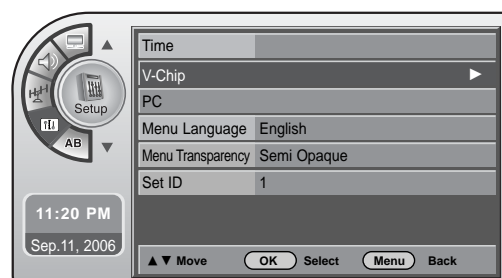 Setup
AB
11:20 PM
Sep.11, 2006
Time
V-Chip ▶
PC
Menu Language English
Menu Transparency Semi Opaque
Set ID 1
▲ ▼ Move OK Select Menu Back